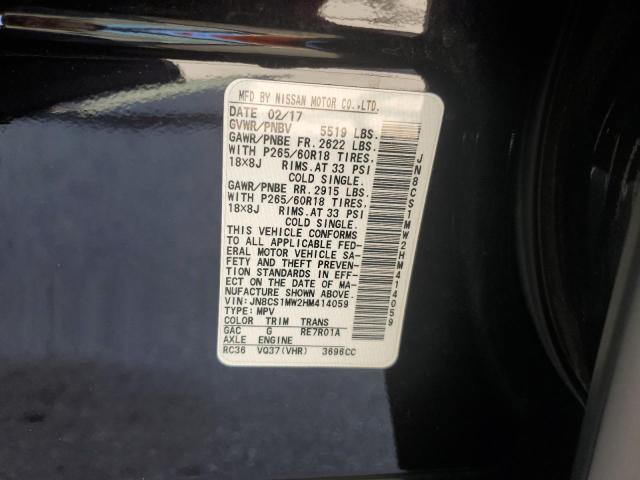 MFD BY NISSAN MOTOR CO.,LTD.
DATE 02/17
GVWR/PNBV 5519 LBS.
GAWR/PNBE FR. 2622 LBS.
WITH P265/60R18 TIRES,
18X8J RIMS.AT 33 PSI
COLD SINGLE.
GAWR/PNBE RR. 2915 LBS.
WITH P265/60R18 TIRES,
18X8J RIMS.AT 33 PSI
COLD SINGLE.
THIS VEHICLE CONFORMS
TO ALL APPLICABLE FED-
ERAL MOTOR VEHICLE SA-
FETY AND THEFT PREVEN-
TION STANDARDS IN EFF-
ECT ON THE DATE OF MA-
NUFACTURE SHOWN ABOVE.
VIN: JN8CS1MW2HM414059
TYPE: MPV
COLOR TRIM TRANS
GAC G RE7R01A
AXLE ENGINE
RC36 VQ37(VHR) 3696CC
JN8CS1MW2HM414059